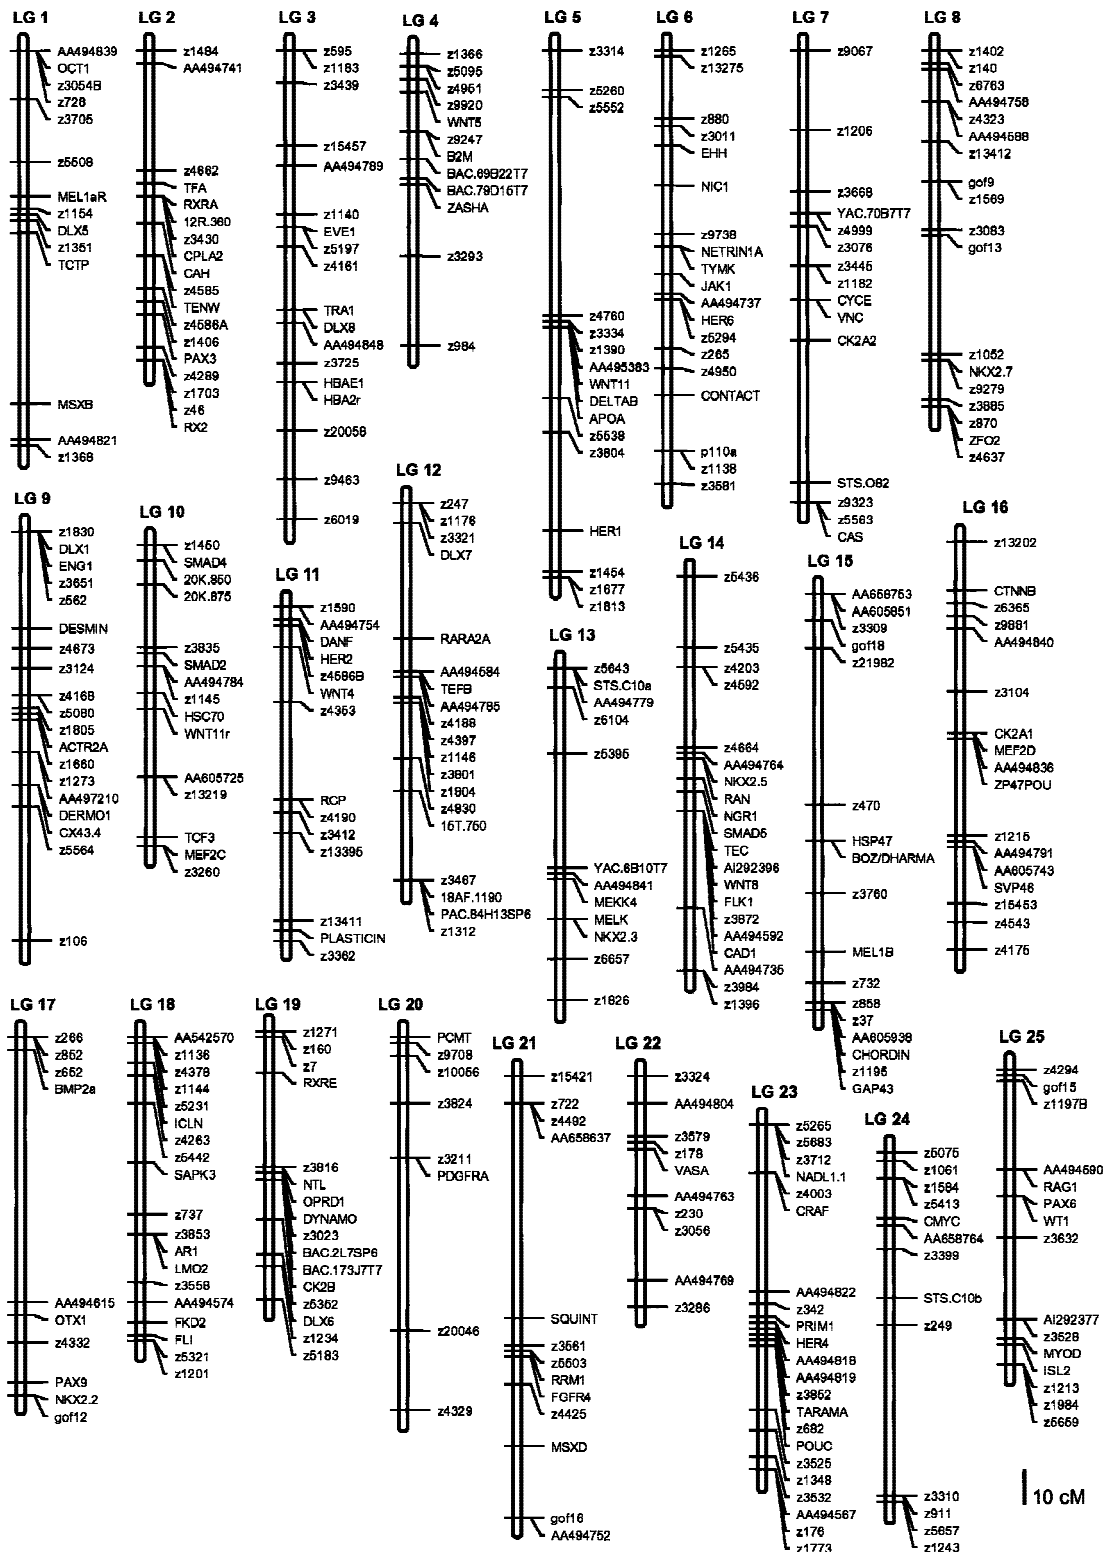 LG 1
AA494839
OCT1
z3054B
z728
z3705
z5508
MEL1aR
z1154
DLX5
z1351
TCTP
MSXB
AA494821
z1368
LG 2
z1484
AA494741
z4662
TFA
RXRA
12R.360
z3430
CPLA2
CAH
z4585
TENW
z4586A
z1406
PAX3
z4289
z1703
z46
RX2
LG 3
z595
z1183
z3439
z15457
AA494789
z1140
EVE1
z5197
z4161
TRA1
DLX8
AA494848
z3725
HBAE1
HBA2r
z20058
z9463
z6019
LG 4
z1366
z5095
z4951
z9920
WNT5
z9247
B2M
BAC.69B22T7
BAC.79D15T7
ZASHA
z3293
z984
LG 5
z3314
z5260
z5552
z4760
z3334
z1390
AA495383
WNT11
DELTAB
APOA
z5538
z3804
HER1
z1454
z1677
z1813
LG 6
z1265
z13275
z880
z3011
EHH
NIC1
z9738
NETRIN1A
TYMK
JAK1
AA494737
HER6
z5294
z265
z4950
CONTACT
p110a
z1138
z3581
LG 7
z9067
z1206
z3668
YAC.70B7T7
z4999
z3076
z3445
z1182
CYCE
VNC
CK2A2
STS.O82
z9323
z5563
CAS
LG 8
z1402
z140
z6763
AA494758
z4323
AA494588
z13412
gof9
z1569
z3083
gof13
z1052
NKX2.7
z9279
z3885
z870
ZFO2
z4637
LG 9
z1830
DLX1
ENG1
z3651
z562
DESMIN
z4673
z3124
z4168
z5080
z1805
ACTR2A
z1660
z1273
AA497210
DERMO1
CX43.4
z5564
z106
LG 10
z1450
SMAD4
20K.850
20K.875
z3835
SMAD2
AA494784
z1145
HSC70
WNT11r
AA605725
z13219
TCF3
MEF2C
z3260
LG 11
z1590
AA494754
DANF
HER2
z4586B
WNT4
z4353
RCP
z4190
z3412
z13395
z13411
PLASTICIN
z3362
LG 12
z247
z1176
z3321
DLX7
RARA2A
AA494584
TEFB
AA494785
z4188
z4397
z1146
z3801
z1804
z4830
15T.750
z3467
18AF.1190
PAC.84H13SP6
z1312
LG 13
z5643
STS.C10a
AA494779
z6104
z5395
YAC.6B10T7
AA494841
MEKK4
MELK
NKX2.3
z6657
z1826
LG 14
z5436
z5435
z4203
z4592
z4664
AA494764
NKX2.5
RAN
NGR1
SMAD5
TEC
AI292396
WNT8
FLK1
z3872
AA494592
CAD1
AA494735
z3984
z1396
LG 15
AA658753
AA605851
z3309
gof18
z21982
z470
HSP47
BOZ/DHARMA
z3760
MEL1B
z732
z858
z37
AA605938
CHORDIN
z1195
GAP43
LG 16
z13202
CTNNB
z6365
z9881
AA494840
z3104
CK2A1
MEF2D
AA494836
ZP47POU
z1215
AA494791
AA605743
SVP46
z15453
z4543
z4175
LG 17
z266
z852
z652
BMP2a
AA494615
OTX1
z4332
PAX9
NKX2.2
gof12
LG 18
AA542570
z1136
z4378
z1144
z5231
ICLN
z4263
z5442
SAPK3
z737
z3853
AR1
LMO2
z3558
AA494574
FKD2
FLI
z5321
z1201
LG 19
z1271
z160
z7
RXRE
z3816
NTL
OPRD1
DYNAMO
z3023
BAC.2L7SP6
BAC.173J7T7
CK2B
z5352
DLX6
z1234
z5183
LG 20
PCMT
z9708
z10056
z3824
z3211
PDGFRA
z20046
z4329
LG 21
z15421
z722
z4492
AA658637
SQUINT
z3561
z5503
RRM1
FGFR4
z4425
MSXD
gof16
AA494752
LG 22
z3324
AA494804
z3579
z178
VASA
AA494763
z230
z3056
AA494769
z3286
LG 23
z5265
z5683
z3712
NADL1.1
z4003
CRAF
AA494822
z342
PRIM1
HER4
AA494818
AA494819
z3852
TARAMA
z682
POUC
z3525
z1348
z3532
AA494567
z176
z1773
LG 24
z5075
z1061
z1584
z5413
CMYC
AA658764
z3399
STS.C10b
z249
z3310
z911
z5657
z1243
LG 25
z4294
gof15
z1197B
AA494590
RAG1
PAX6
WT1
z3632
AI292377
z3528
MYOD
ISL2
z1213
z1984
z5659
10 cM